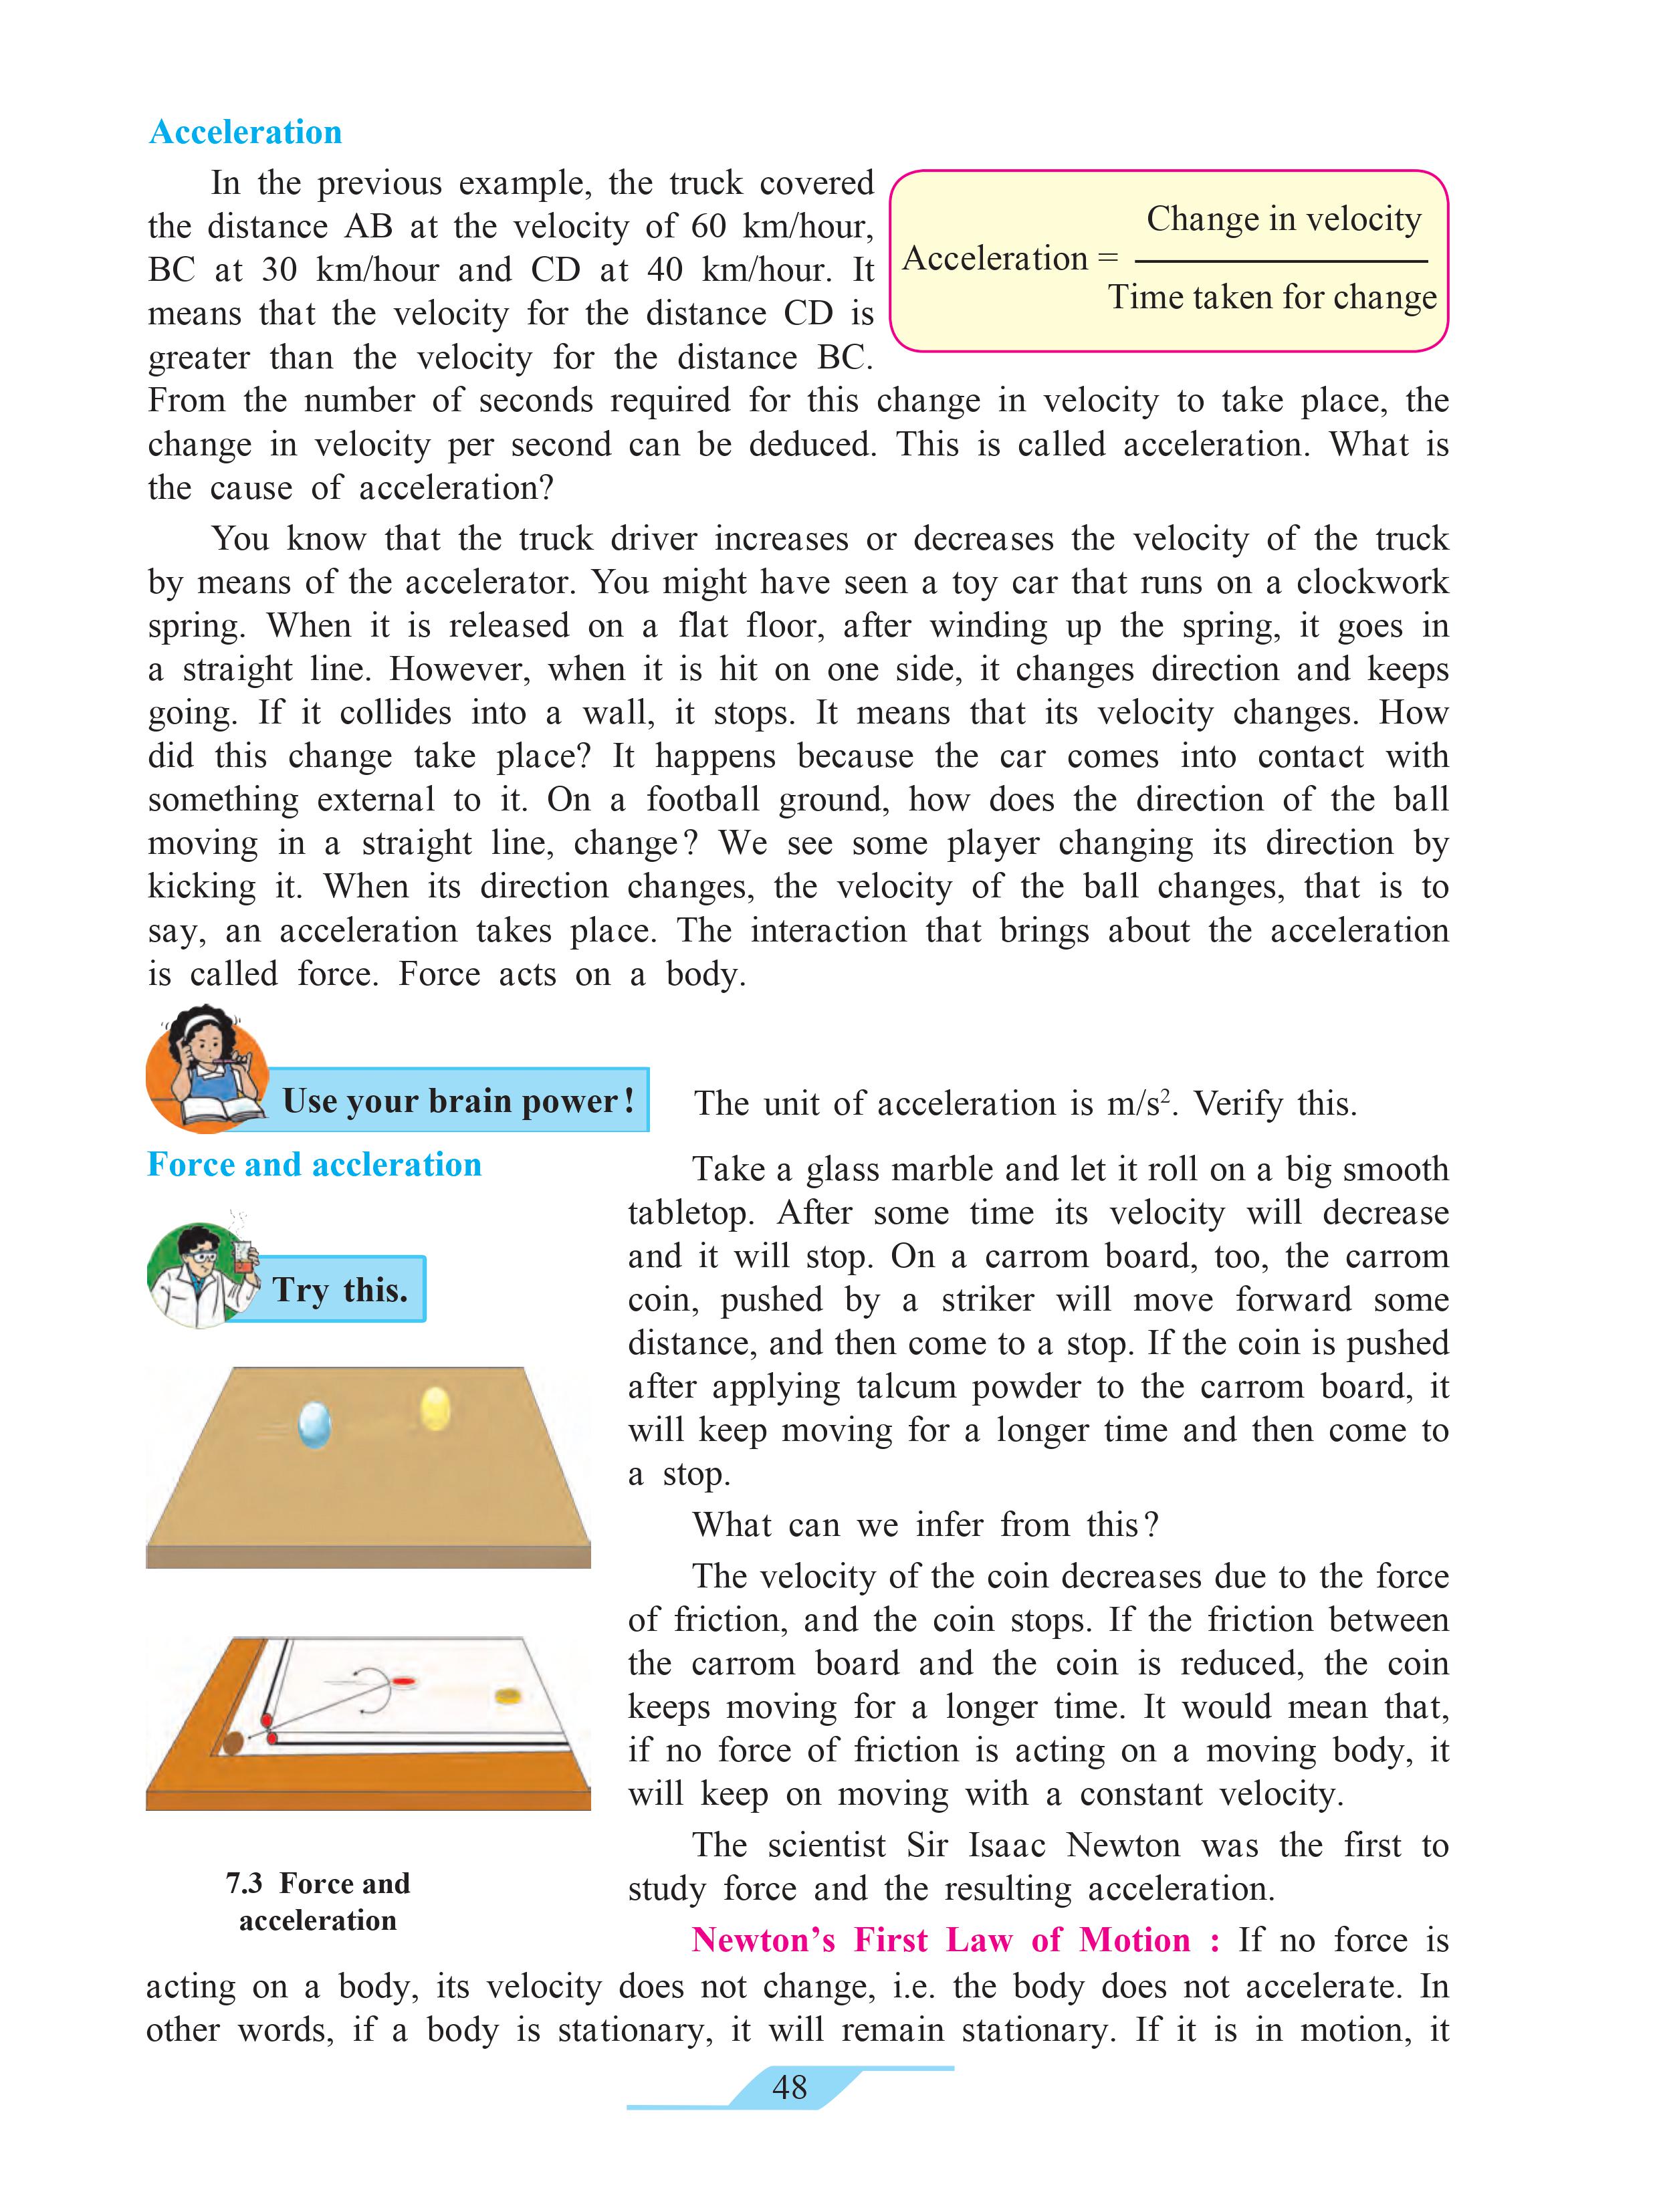 Acceleration
In the previous example, the truck covered
the distance AB at the velocity of 60 km/hour,
BC at 30 km/hour and CD at 40 km/hour. It
means that the velocity for the distance CD is
greater than the velocity for the distance BC.
Change in velocity
Acceleration =
Time taken for change
From the number of seconds required for this change in velocity to take place, the
change in velocity per second can be deduced. This is called acceleration. What is
the cause of acceleration?
You know that the truck driver increases or decreases the velocity of the truck
by means of the accelerator. You might have seen a toy car that runs on a clockwork
spring. When it is released on a flat floor, after winding up the spring, it goes in
a straight line. However, when it is hit on one side, it changes direction and keeps
going. If it collides into a wall, it stops. It means that its velocity changes. How
did this change take place? It happens because the car comes into contact with
something external to it. On a football ground, how does the direction of the ball
moving in a straight line, change? We see some player changing its direction by
kicking it. When its direction changes, the velocity of the ball changes, that is to
say, an acceleration takes place. The interaction that brings about the acceleration
is called force. Force acts on a body.
Use your brain power!
The unit of acceleration is m/s². Verify this.
Force and accleration
Try this.
Take a glass marble and let it roll on a big smooth
tabletop. After some time its velocity will decrease
and it will stop. On a carrom board, too, the carrom
coin, pushed by a striker will move forward some
distance, and then come to a stop. If the coin is pushed
after applying talcum powder to the carrom board, it
will keep moving for a longer time and then come to
a stop.
What can we infer from this?
The velocity of the coin decreases due to the force
of friction, and the coin stops. If the friction between
the carrom board and the coin is reduced, the coin
keeps moving for a longer time. It would mean that,
if no force of friction is acting on a moving body, it
will keep on moving with a constant velocity.
The scientist Sir Isaac Newton was the first to
study force and the resulting acceleration.
7.3 Force and
acceleration
Newton's First Law of Motion : If no force is
acting on a body, its velocity does not change, i.e. the body does not accelerate. In
other words, if a body is stationary, it will remain stationary. If it is in motion, it
48